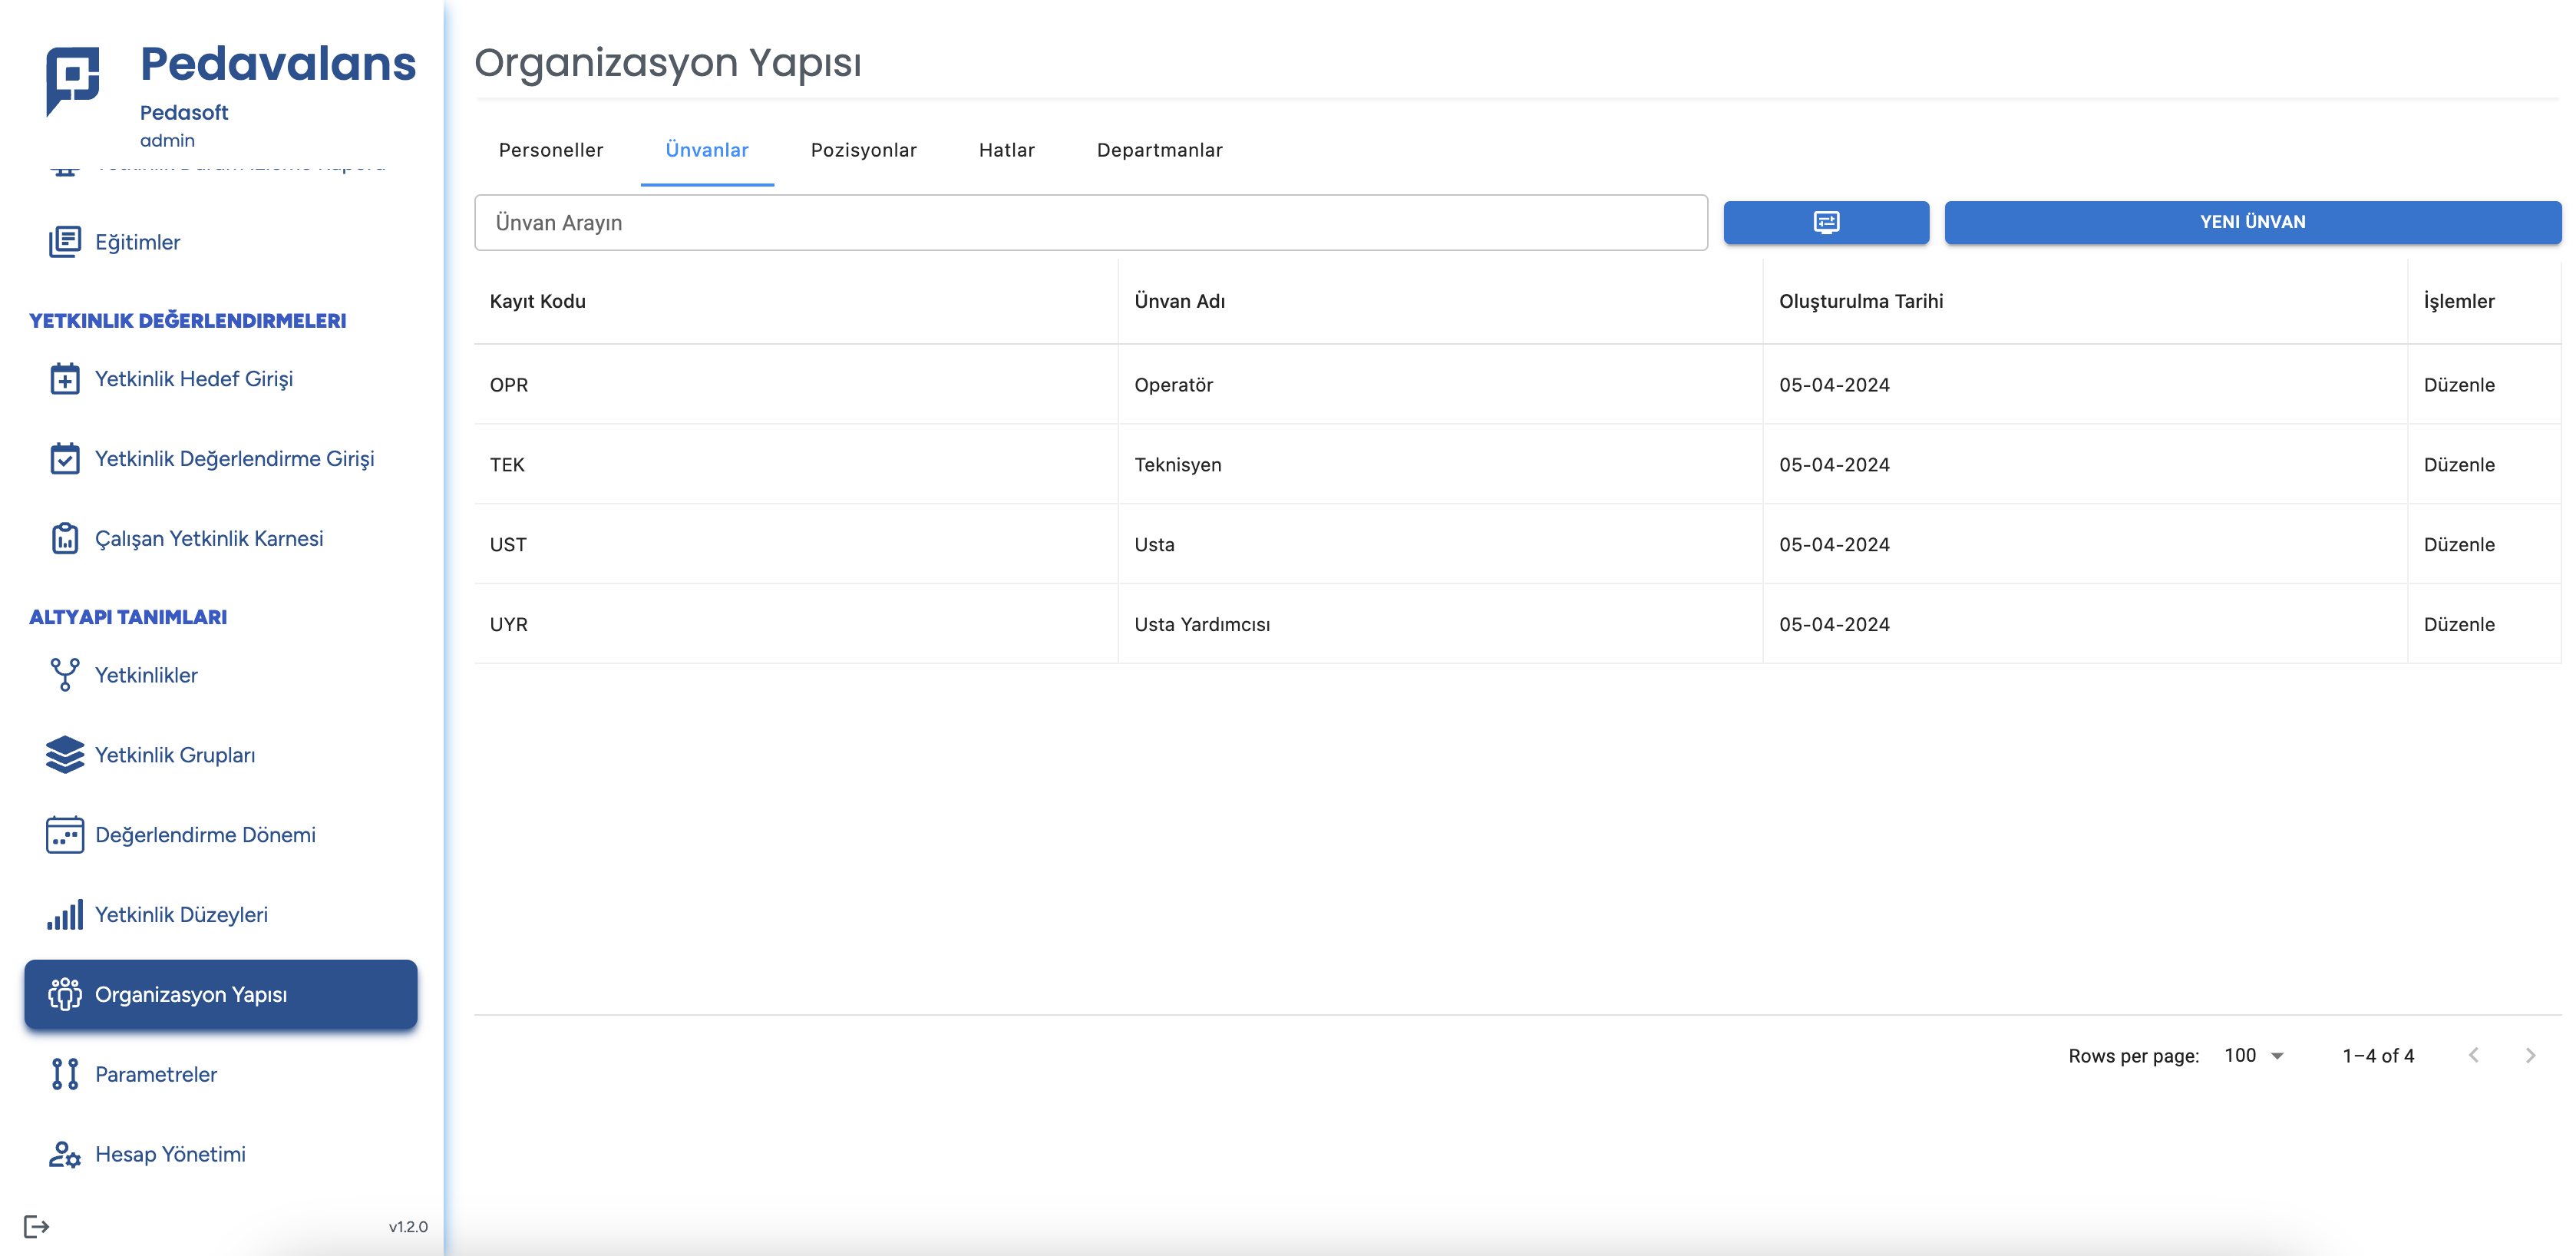 Pedavalans
Pedasoft
admin
Eğitimler
YETKINLIK DEĞERLENDIRMELERI
Yetkinlik Hedef Girişi
Yetkinlik Değerlendirme Girişi
Çalışan Yetkinlik Karnesi
ALTYAPI TANIMLARI
Yetkinlikler
Yetkinlik Grupları
Değerlendirme Dönemi
Yetkinlik Düzeyleri
Organizasyon Yapısı
Parametreler
Hesap Yönetimi
v1.2.0
Organizasyon Yapısı
Personeller Ünvanlar Pozisyonlar Hatlar Departmanlar
Ünvan Arayın YENI ÜNVAN
Kayıt Kodu Ünvan Adı Oluşturulma Tarihi İşlemler
OPR Operatör 05-04-2024 Düzenle
TEK Teknisyen 05-04-2024 Düzenle
UST Usta 05-04-2024 Düzenle
UYR Usta Yardımcısı 05-04-2024 Düzenle
Rows per page: 100 1–4 of 4